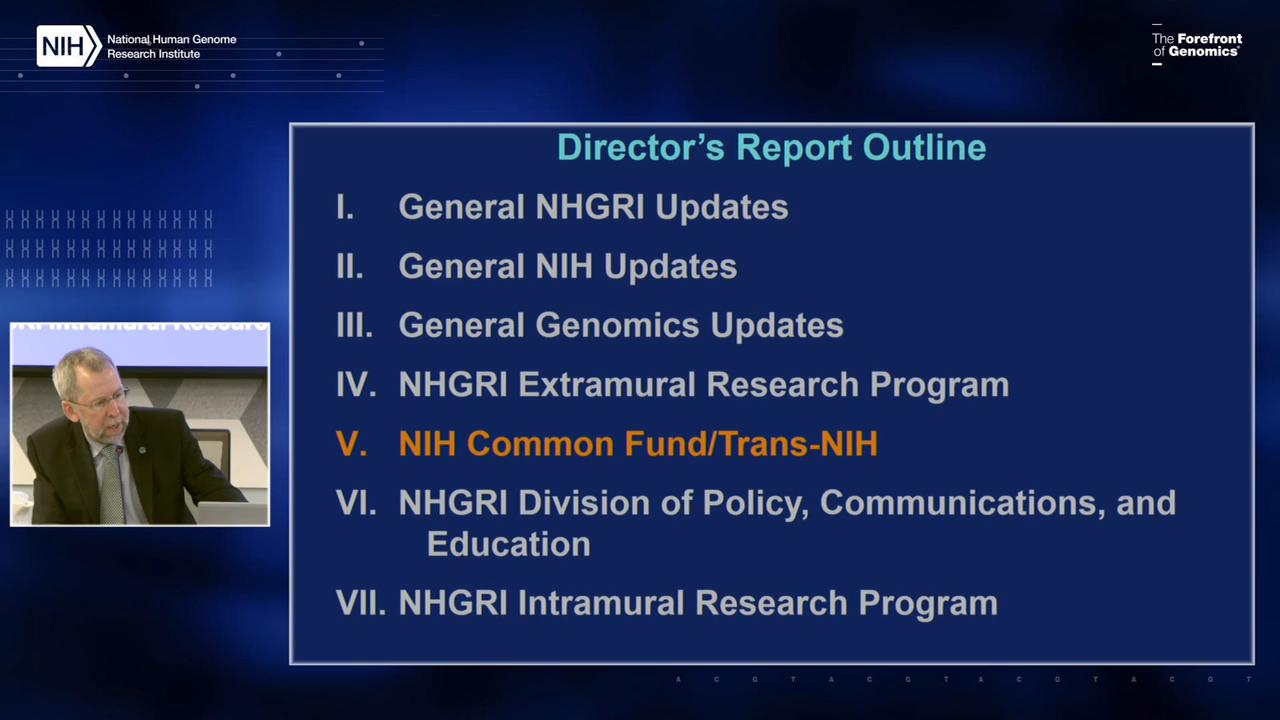 NIH
National Human Genome
Research Institute
The Forefront
of Genomics®
Director's Report Outline
I. General NHGRI Updates
II. General NIH Updates
III. General Genomics Updates
IV. NHGRI Extramural Research Program
V. NIH Common Fund/Trans-NIH
VI. NHGRI Division of Policy, Communications, and
Education
VII. NHGRI Intramural Research Program
Intramural
A C G T A C G T A C G T A C G T